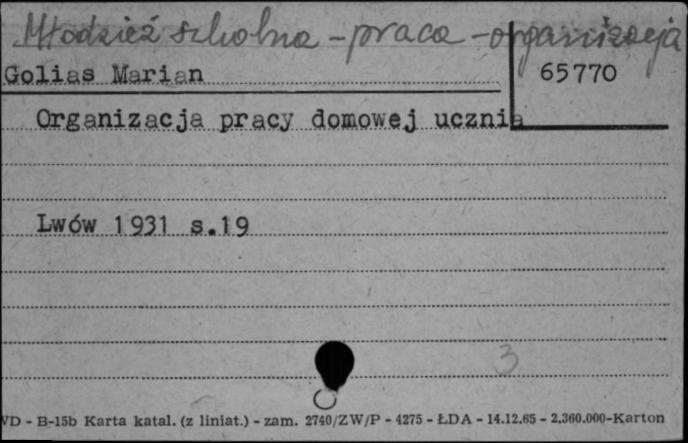 Młodzież szkolna - praca - organizacja
Golias Marian
65770
Organizacja pracy domowej ucznia
Lwów 1931 s.19
3
VD - B-15b Karta katal. (z liniat.) - zam. 2740/ZW/P - 4275 - ŁDA - 14.12.65 - 2.360.000-Karton